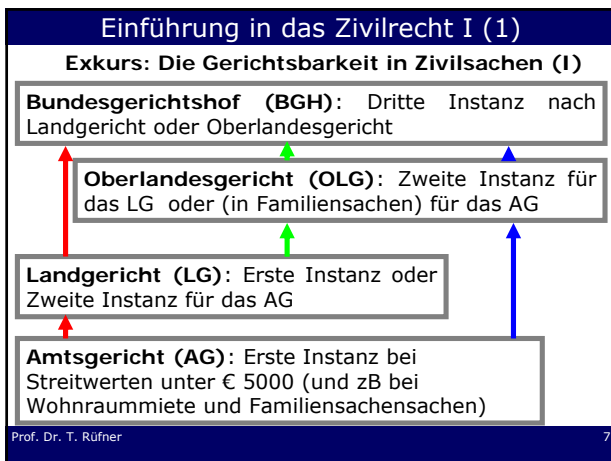 Einführung in das Zivilrecht I (1)
Exkurs: Die Gerichtsbarkeit in Zivilsachen (I)
Bundesgerichtshof (BGH): Dritte Instanz nach
Landgericht oder Oberlandesgericht
Oberlandesgericht (OLG): Zweite Instanz für
das LG oder (in Familiensachen) für das AG
Landgericht (LG): Erste Instanz oder
Zweite Instanz für das AG
Amtsgericht (AG): Erste Instanz bei
Streitwerten unter € 5000 (und zB bei
Wohnraummiete und Familiensachensachen)
Prof. Dr. T. Rüfner 7